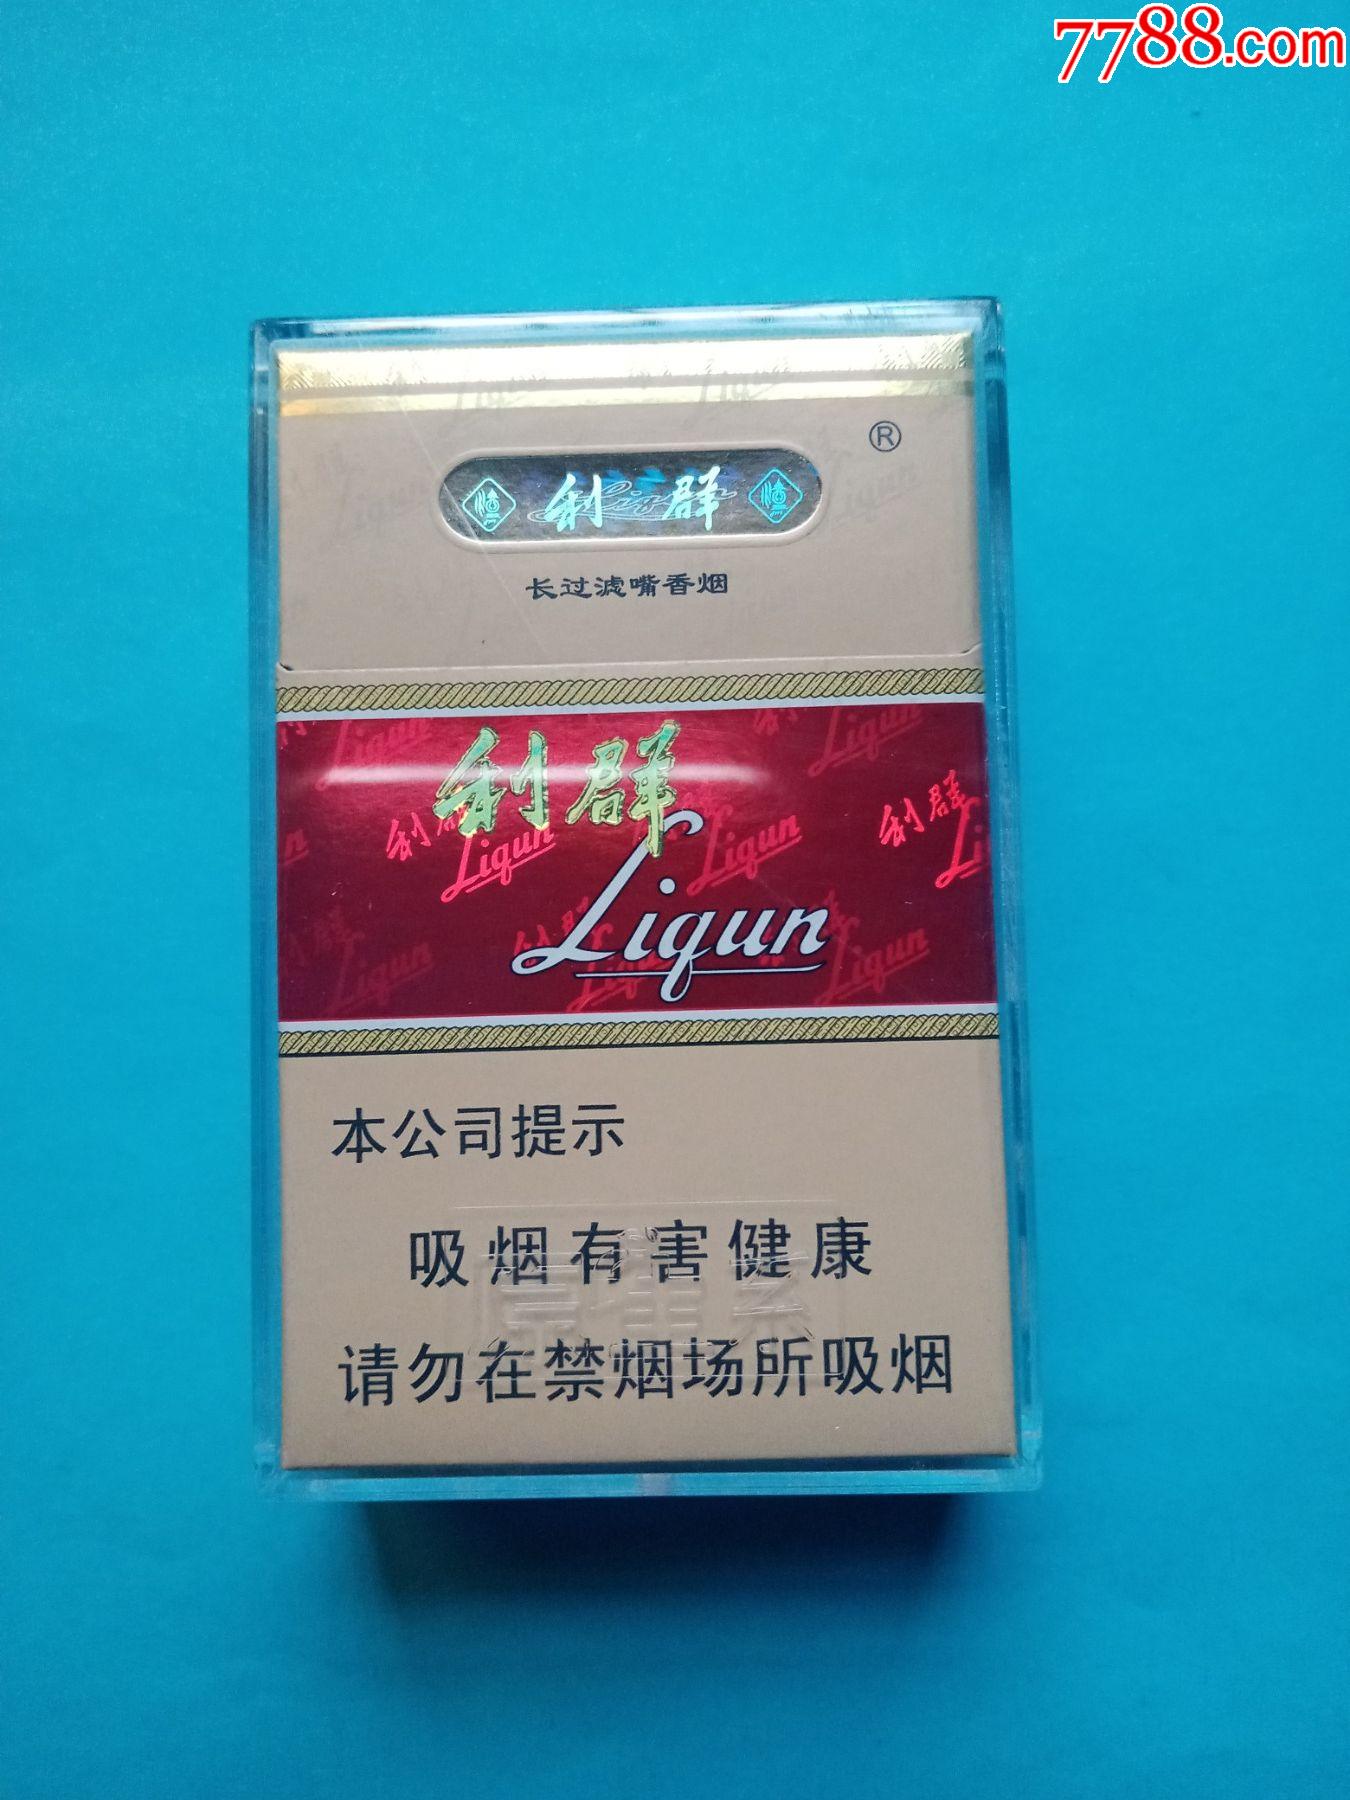 7788.com
利群
®
长过滤嘴香烟
利群
Liqun
本公司提示
吸烟有害健康
请勿在禁烟场所吸烟